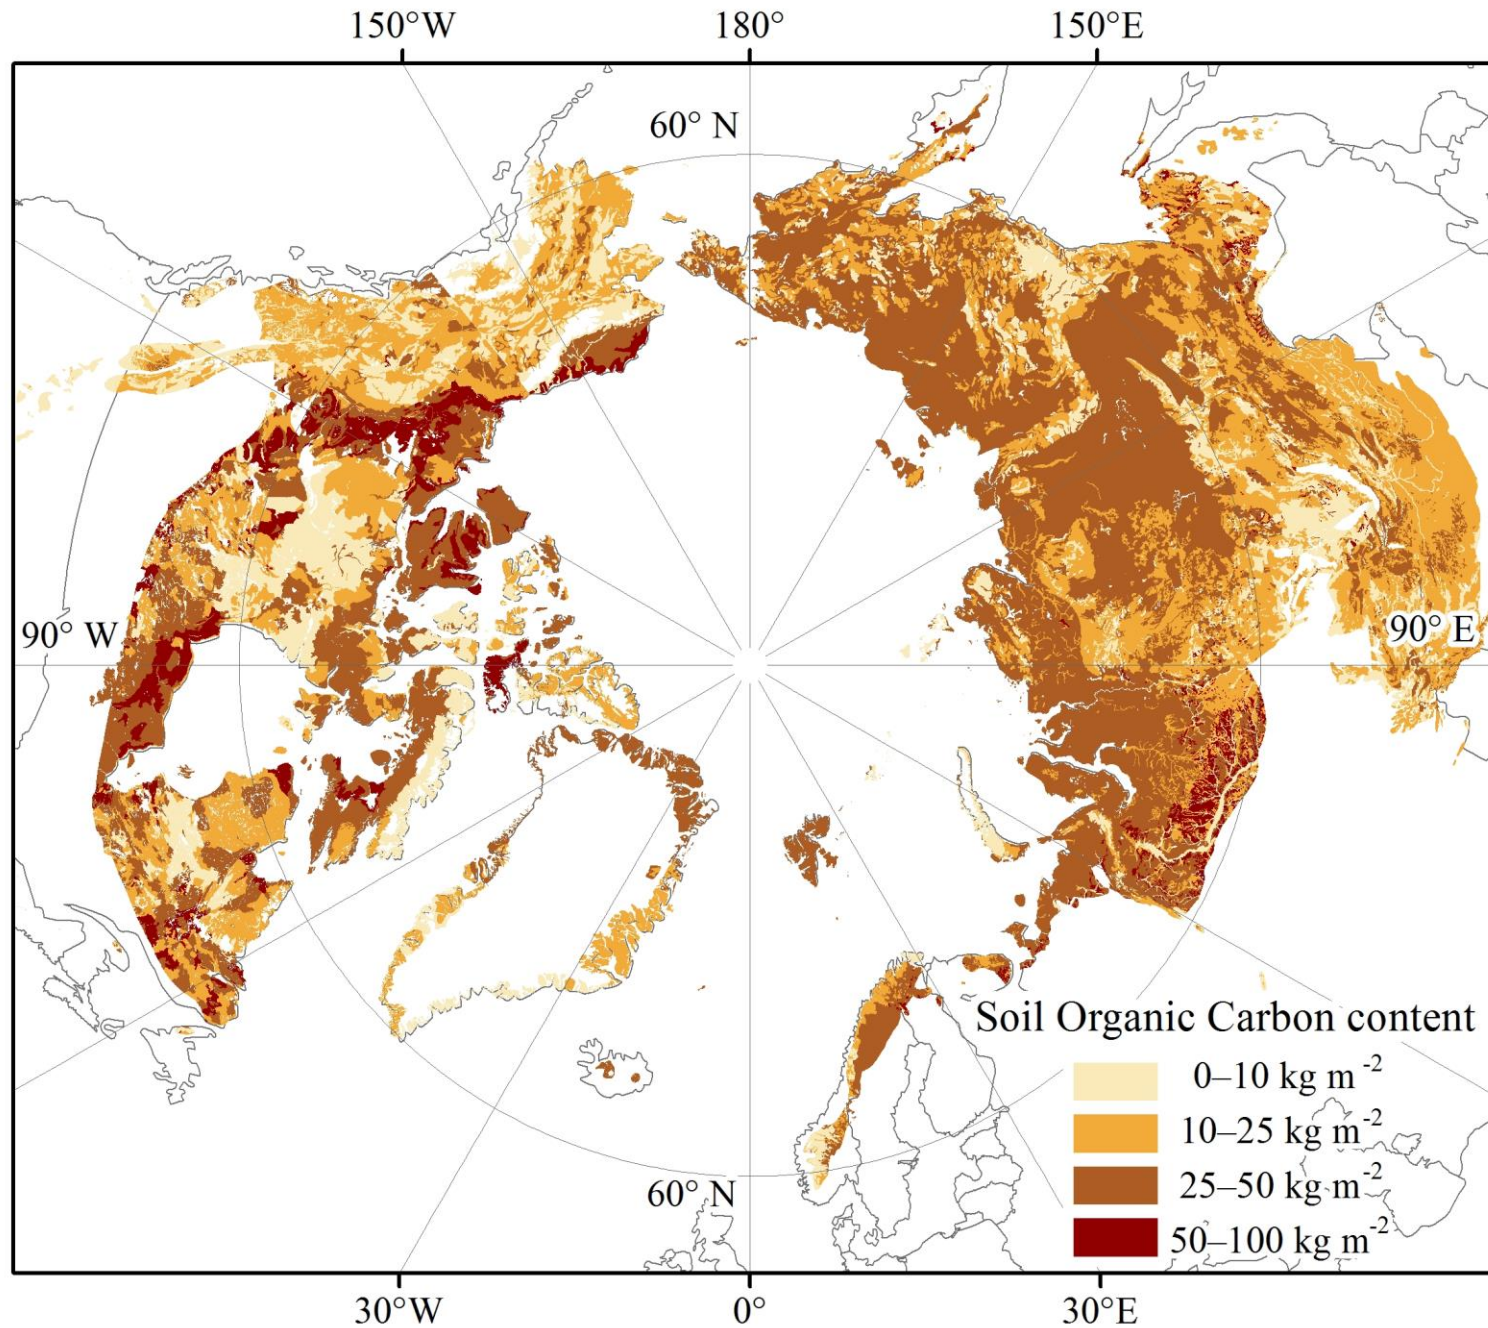 150°W 180° 150°E
60° N
90° W
90° E
Soil Organic Carbon content
0–10 kg m⁻²
10–25 kg m⁻²
25–50 kg m⁻²
50–100 kg m⁻²
60° N
30°W 0° 30°E